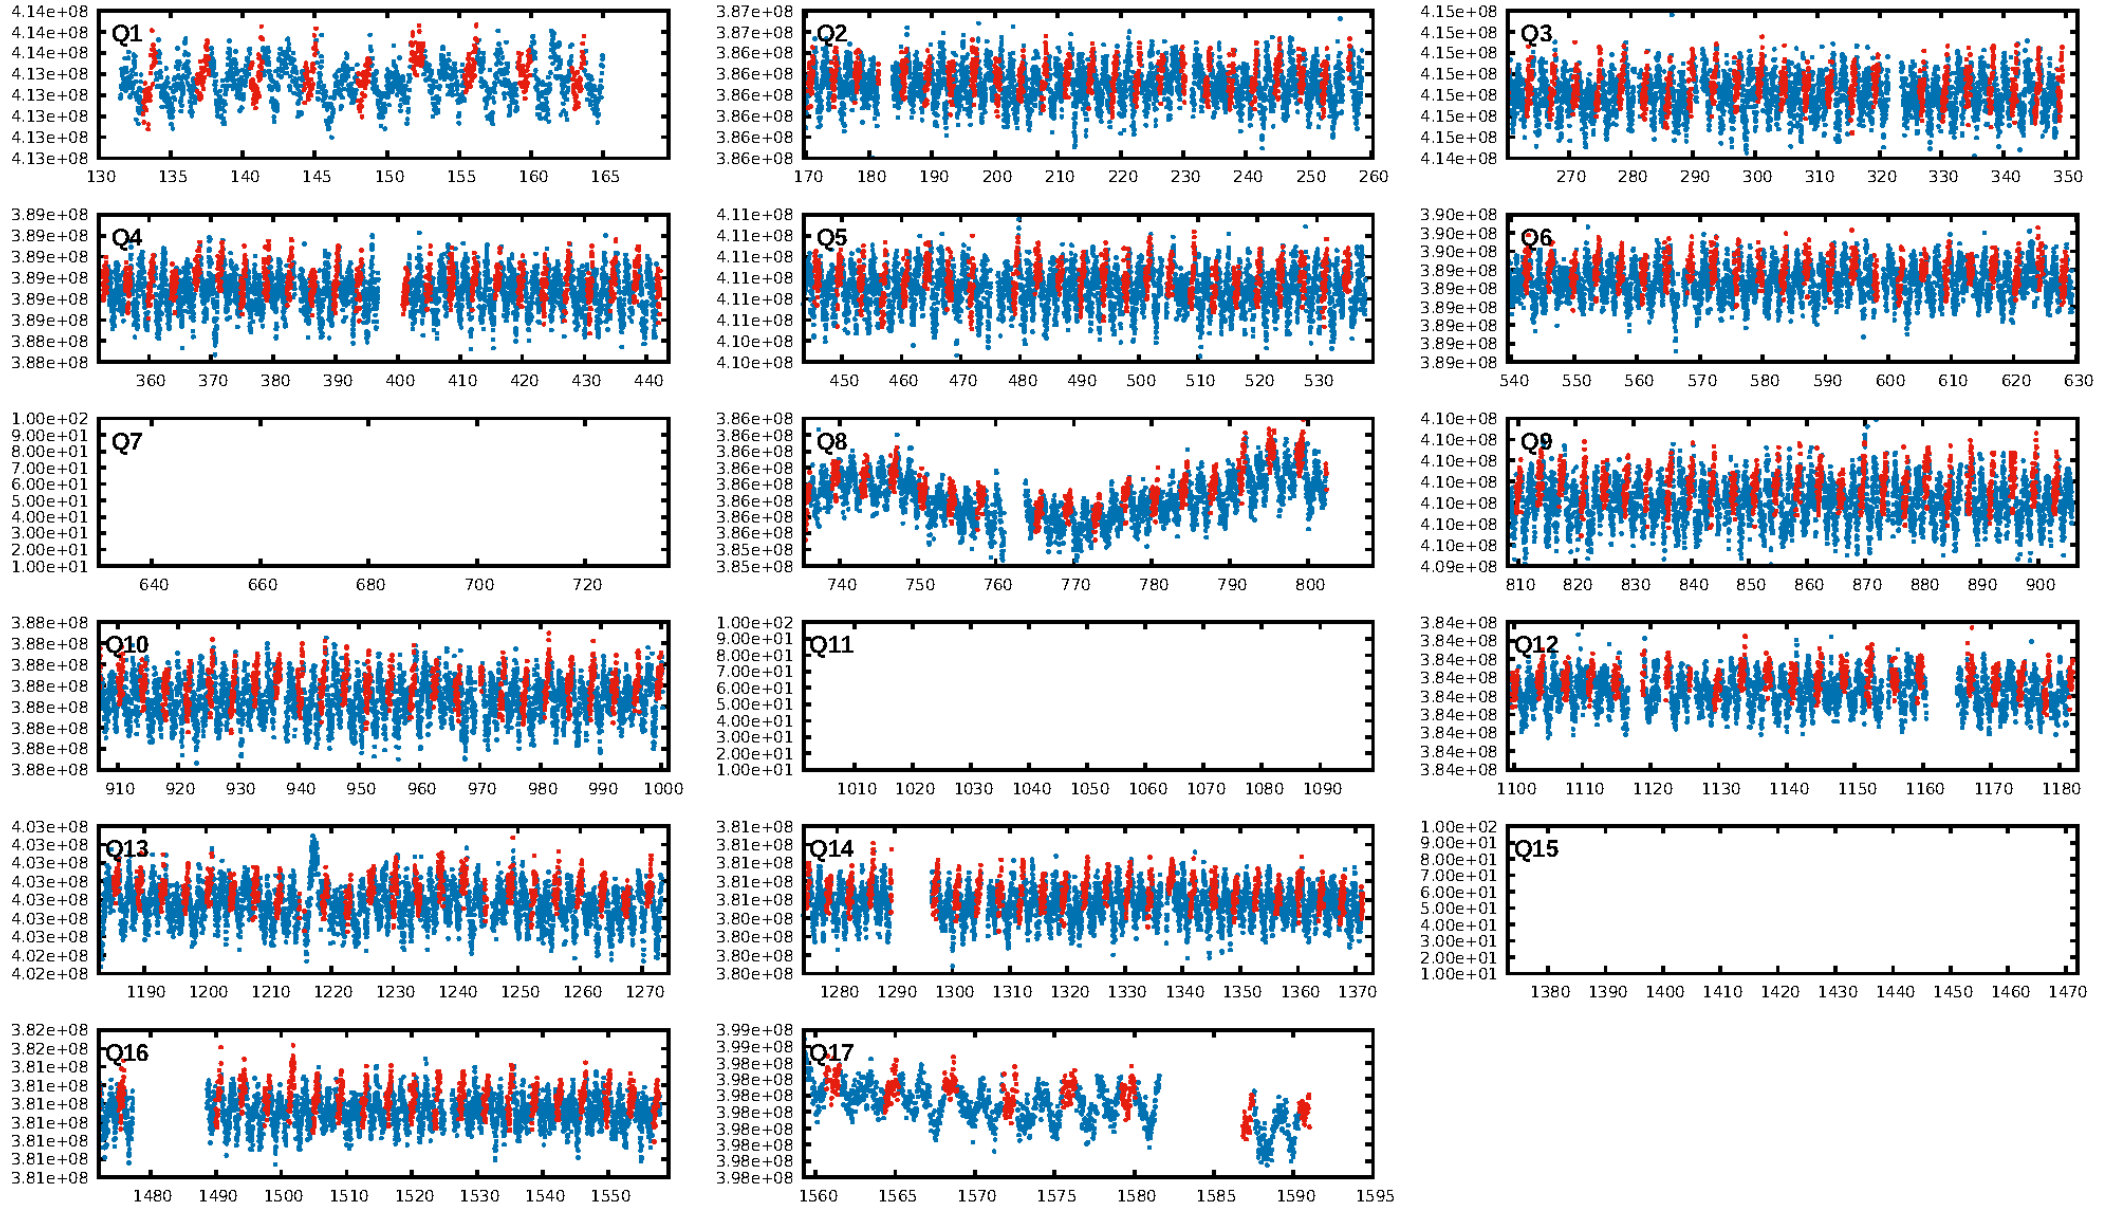 4.14e+08 4.14e+08 4.14e+08 4.13e+08 4.13e+08 4.13e+08 4.13e+08 4.13e+08
Q1
130 135 140 145 150 155 160 165
3.87e+08 3.87e+08 3.86e+08 3.86e+08 3.86e+08 3.86e+08 3.86e+08 3.86e+08
Q2
170 180 190 200 210 220 230 240 250 260
4.15e+08 4.15e+08 4.15e+08 4.15e+08 4.15e+08 4.15e+08 4.15e+08 4.14e+08
Q3
270 280 290 300 310 320 330 340 350
3.89e+08 3.89e+08 3.89e+08 3.89e+08 3.89e+08 3.89e+08 3.88e+08 3.88e+08
Q4
360 370 380 390 400 410 420 430 440
4.11e+08 4.11e+08 4.11e+08 4.11e+08 4.11e+08 4.11e+08 4.10e+08 4.10e+08
Q5
450 460 470 480 490 500 510 520 530
3.90e+08 3.90e+08 3.90e+08 3.89e+08 3.89e+08 3.89e+08 3.89e+08 3.89e+08 3.89e+08
Q6
540 550 560 570 580 590 600 610 620 630
1.00e+02 9.00e+01 8.00e+01 7.00e+01 6.00e+01 5.00e+01 4.00e+01 3.00e+01 2.00e+01 1.00e+01
Q7
640 660 680 700 720
3.86e+08 3.86e+08 3.86e+08 3.86e+08 3.86e+08 3.86e+08 3.86e+08 3.86e+08 3.85e+08 3.85e+08
Q8
740 750 760 770 780 790 800
4.10e+08 4.10e+08 4.10e+08 4.10e+08 4.10e+08 4.10e+08 4.10e+08 4.09e+08
Q9
810 820 830 840 850 860 870 880 890 900
3.88e+08 3.88e+08 3.88e+08 3.88e+08 3.88e+08 3.88e+08 3.88e+08 3.88e+08
Q10
910 920 930 940 950 960 970 980 990 1000
1.00e+02 9.00e+01 8.00e+01 7.00e+01 6.00e+01 5.00e+01 4.00e+01 3.00e+01 2.00e+01 1.00e+01
Q11
1010 1020 1030 1040 1050 1060 1070 1080 1090
3.84e+08 3.84e+08 3.84e+08 3.84e+08 3.84e+08 3.84e+08 3.84e+08 3.84e+08 3.84e+08
Q12
1100 1110 1120 1130 1140 1150 1160 1170 1180
4.03e+08 4.03e+08 4.03e+08 4.03e+08 4.03e+08 4.03e+08 4.03e+08 4.02e+08 4.02e+08
Q13
1190 1200 1210 1220 1230 1240 1250 1260 1270
3.81e+08 3.81e+08 3.81e+08 3.81e+08 3.81e+08 3.80e+08 3.80e+08 3.80e+08 3.80e+08
Q14
1280 1290 1300 1310 1320 1330 1340 1350 1360 1370
1.00e+02 9.00e+01 8.00e+01 7.00e+01 6.00e+01 5.00e+01 4.00e+01 3.00e+01 2.00e+01 1.00e+01
Q15
1380 1390 1400 1410 1420 1430 1440 1450 1460 1470
3.82e+08 3.82e+08 3.81e+08 3.81e+08 3.81e+08 3.81e+08 3.81e+08 3.81e+08 3.81e+08
Q16
1480 1490 1500 1510 1520 1530 1540 1550
3.99e+08 3.99e+08 3.98e+08 3.98e+08 3.98e+08 3.98e+08 3.98e+08 3.98e+08 3.98e+08 3.98e+08
Q17
1560 1565 1570 1575 1580 1585 1590 1595